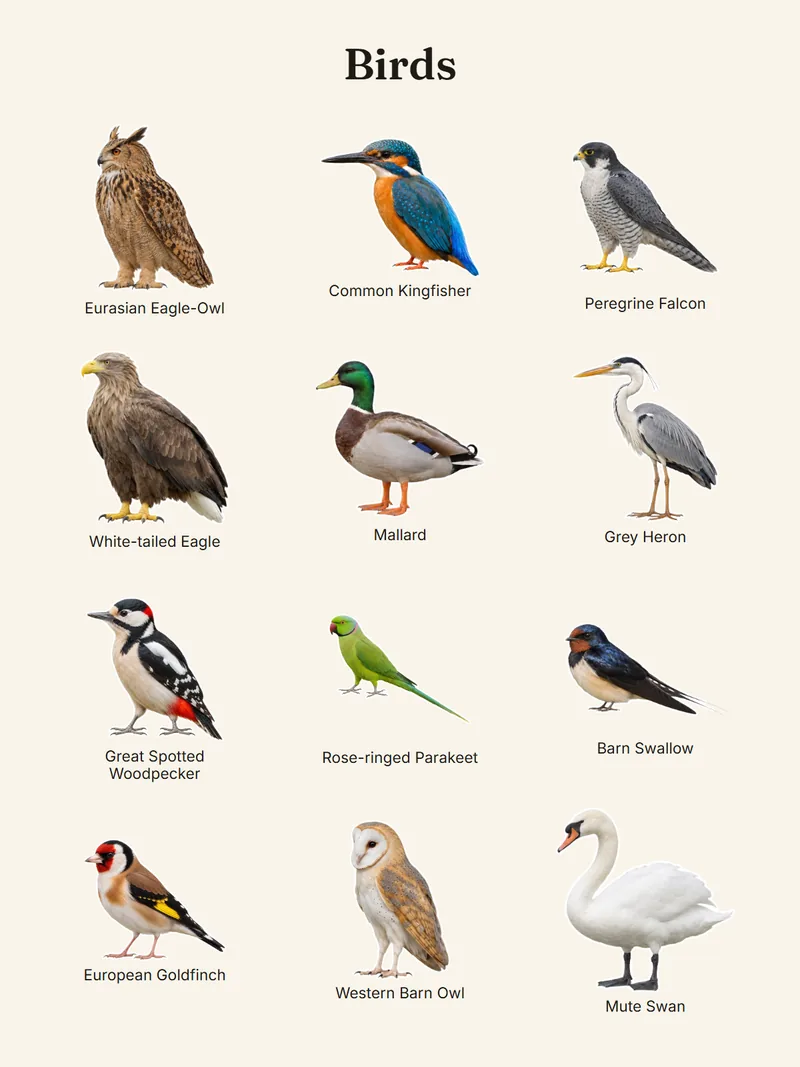 Birds
Eurasian Eagle-Owl
Common Kingfisher
Peregrine Falcon
White-tailed Eagle
Mallard
Grey Heron
Great Spotted
Woodpecker
Rose-ringed Parakeet
Barn Swallow
European Goldfinch
Western Barn Owl
Mute Swan